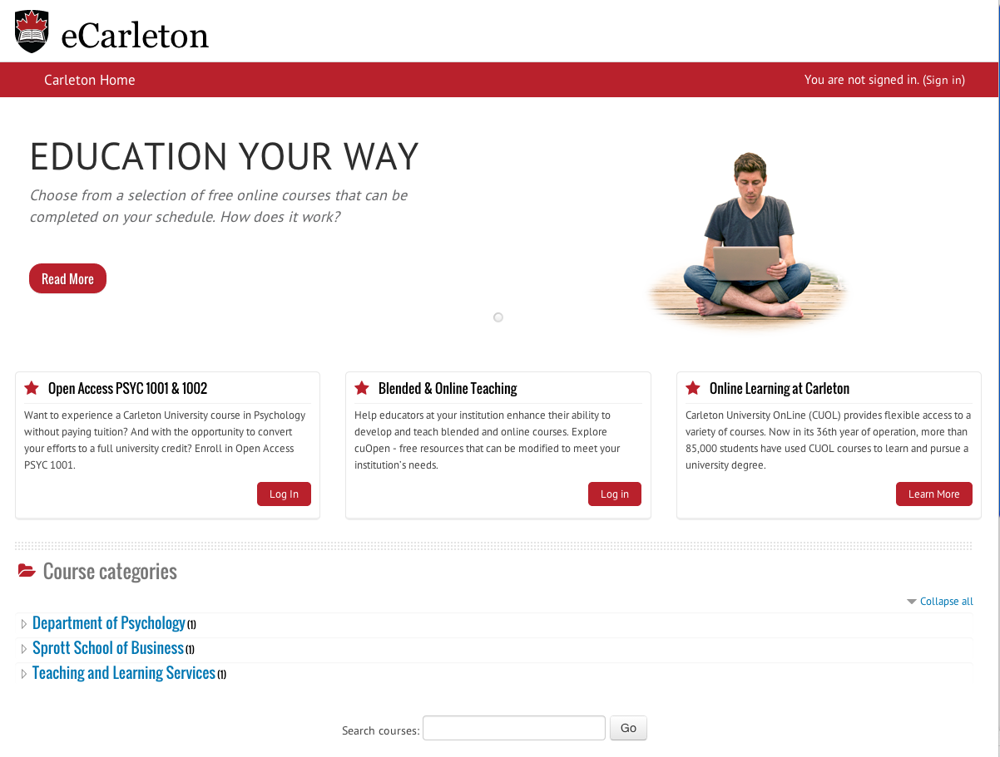 eCarleton
Carleton Home
You are not signed in. (Sign in)
EDUCATION YOUR WAY
Choose from a selection of free online courses that can be
completed on your schedule. How does it work?
Read More
Open Access PSYC 1001 & 1002
Want to experience a Carleton University course in Psychology
without paying tuition? And with the opportunity to convert
your efforts to a full university credit? Enroll in Open Access
PSYC 1001.
Log In
Blended & Online Teaching
Help educators at your institution enhance their ability to
develop and teach blended and online courses. Explore
cuOpen - free resources that can be modified to meet your
institution's needs.
Log in
Online Learning at Carleton
Carleton University OnLine (CUOL) provides flexible access to a
variety of courses. Now in its 36th year of operation, more than
85,000 students have used CUOL courses to learn and pursue a
university degree.
Learn More
Course categories
Collapse all
Department of Psychology (1)
Sprott School of Business (1)
Teaching and Learning Services (1)
Search courses:
Go